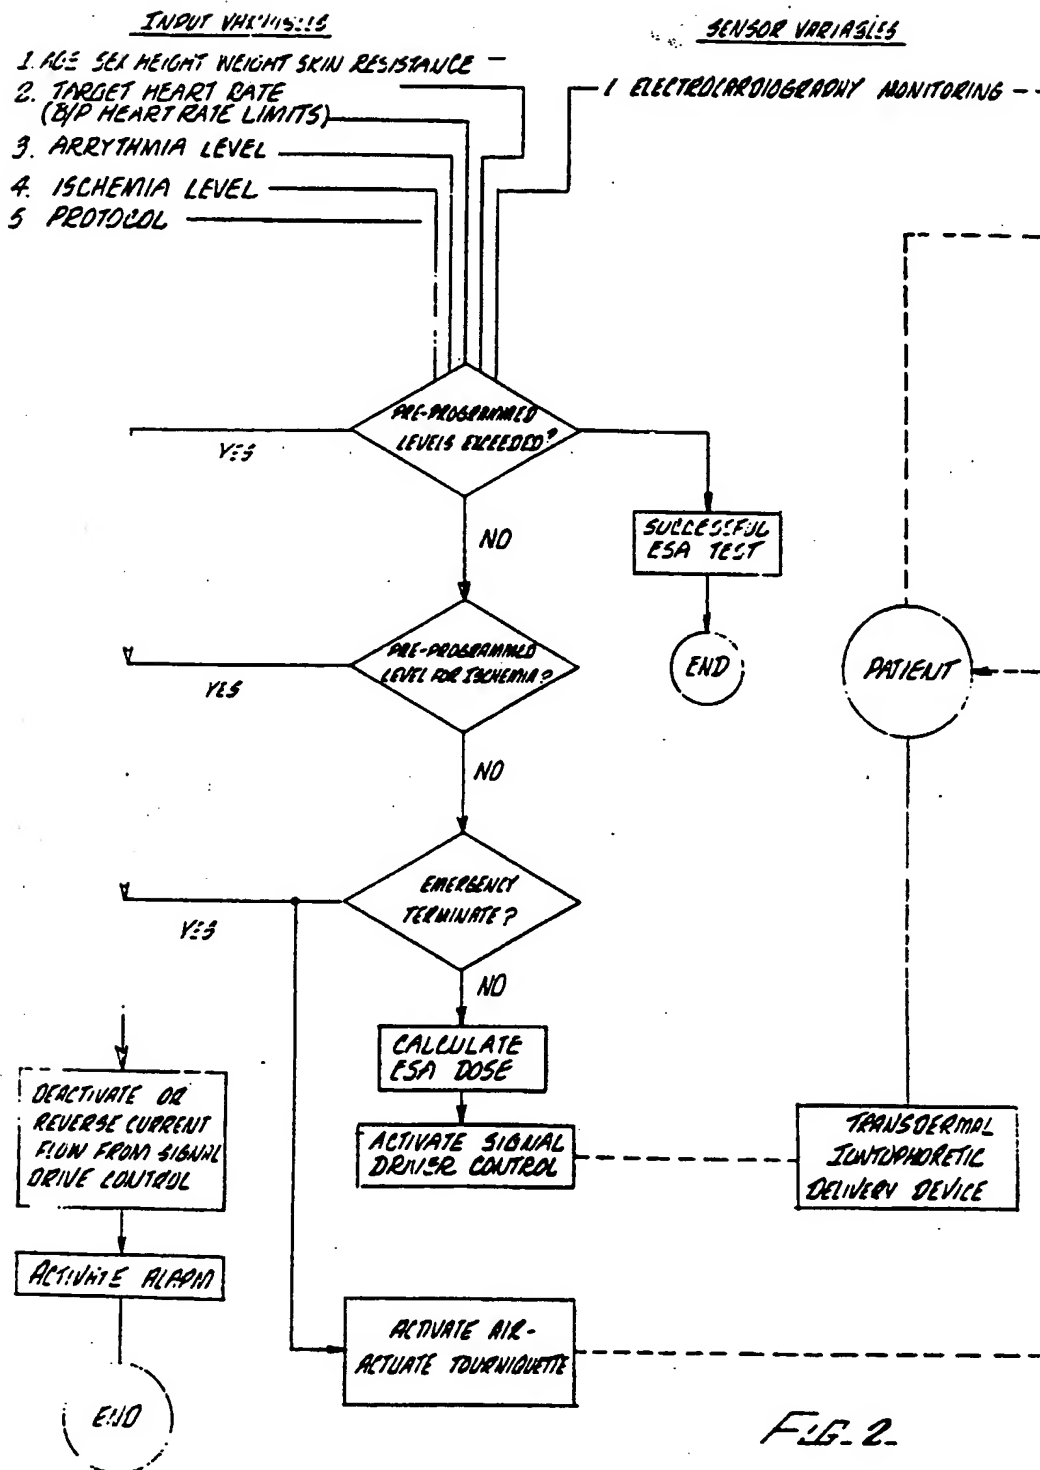 INPUT VARIABLES
SENSOR VARIABLES
1. AGE SEX HEIGHT WEIGHT SKIN RESISTANCE
2. TARGET HEART RATE
(B/P HEART RATE LIMITS)
3. ARRYTHMIA LEVEL
4. ISCHEMIA LEVEL
5 PROTOCOL
1 ELECTROCARDIOGRAPHY MONITORING
PRE-PROGRAMMED
LEVELS EXCEEDED?
YES
NO
SUCCESSFUL
ESA TEST
END
PRE-PROGRAMMED
LEVEL FOR ISCHEMIA?
YES
NO
PATIENT
EMERGENCY
TERMINATE?
YES
NO
CALCULATE
ESA DOSE
DEACTIVATE OR
REVERSE CURRENT
FLOW FROM SIGNAL
DRIVE CONTROL
ACTIVATE SIGNAL
DRIVER CONTROL
TRANSDERMAL
IONTOPHORETIC
DELIVERY DEVICE
ACTIVATE ALARM
ACTIVATE AIR-
ACTUATE TOURNIQUETTE
END
FIG. 2.